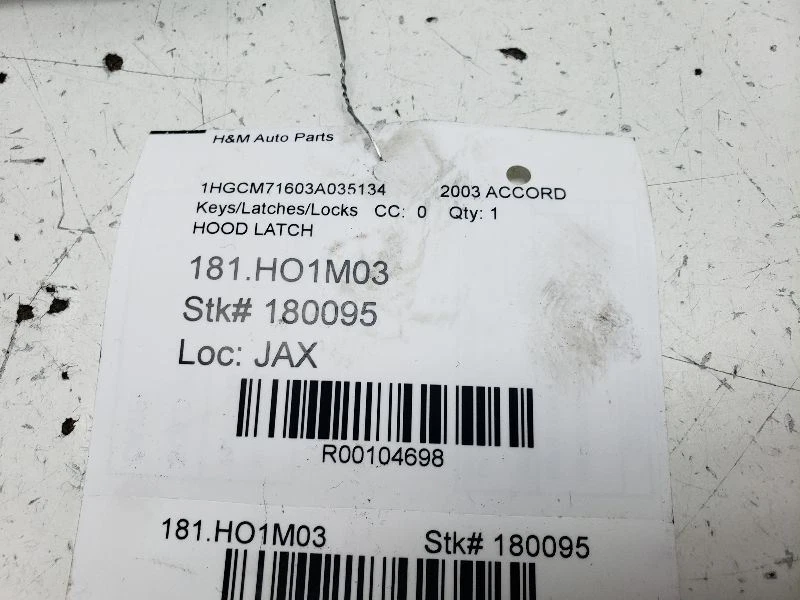 H&M Auto Parts
1HGCM71603A035134 2003 ACCORD
Keys/Latches/Locks CC: 0 Qty: 1
HOOD LATCH
181.HO1M03
Stk# 180095
Loc: JAX
R00104698
181.HO1M03 Stk# 180095